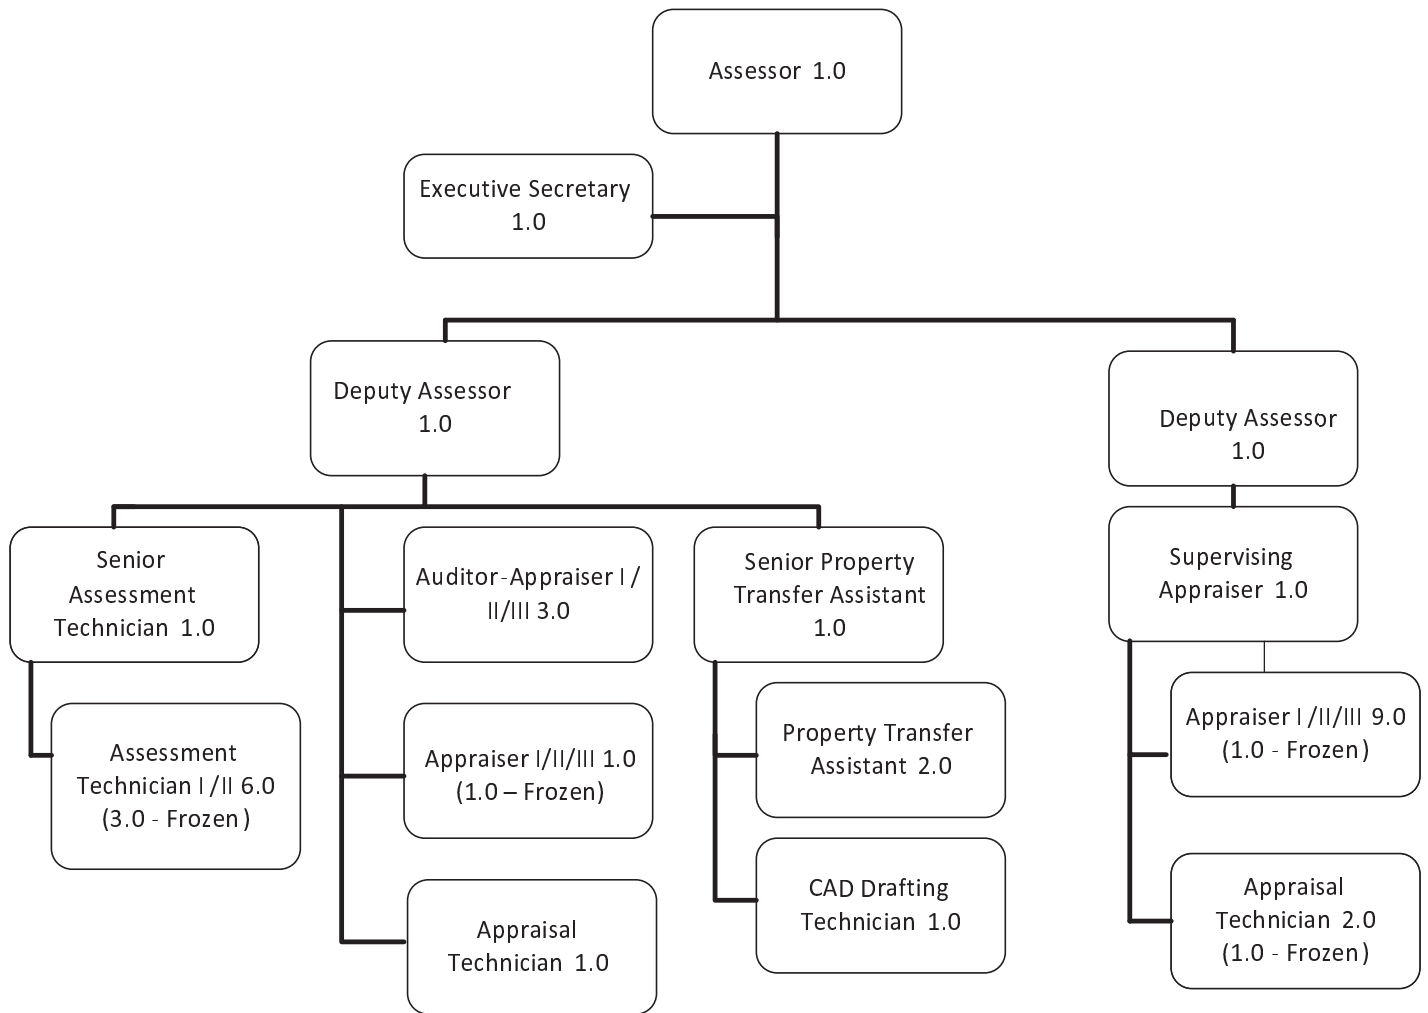 Assessor 1.0
Executive Secretary
1.0
Deputy Assessor
1.0
Deputy Assessor
1.0
Senior
Assessment
Technician 1.0
Auditor-Appraiser I /
II/III 3.0
Senior Property
Transfer Assistant
1.0
Supervising
Appraiser 1.0
Assessment
Technician I /II 6.0
(3.0 - Frozen)
Appraiser I/II/III 1.0
(1.0 – Frozen)
Property Transfer
Assistant 2.0
Appraiser I /II/III 9.0
(1.0 - Frozen)
Appraisal
Technician 1.0
CAD Drafting
Technician 1.0
Appraisal
Technician 2.0
(1.0 - Frozen)